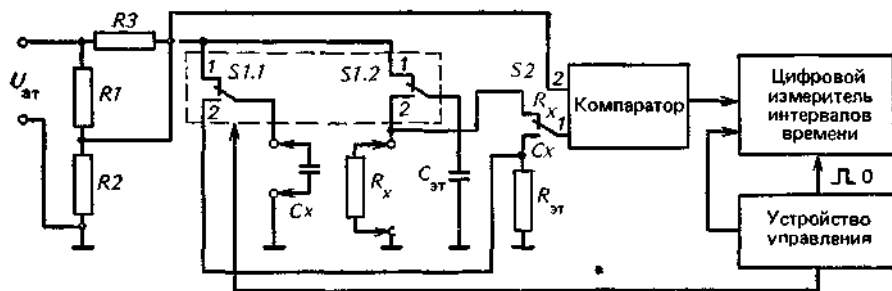 R3
S1.1
S1.2
S2
1
2
1
2
Uэт
R1
R2
Cx
Rx
Cэт
Rx
1
2
Cx
Rэт
Компаратор
Цифровой
измеритель
интервалов
времени
0
Устройство
управления